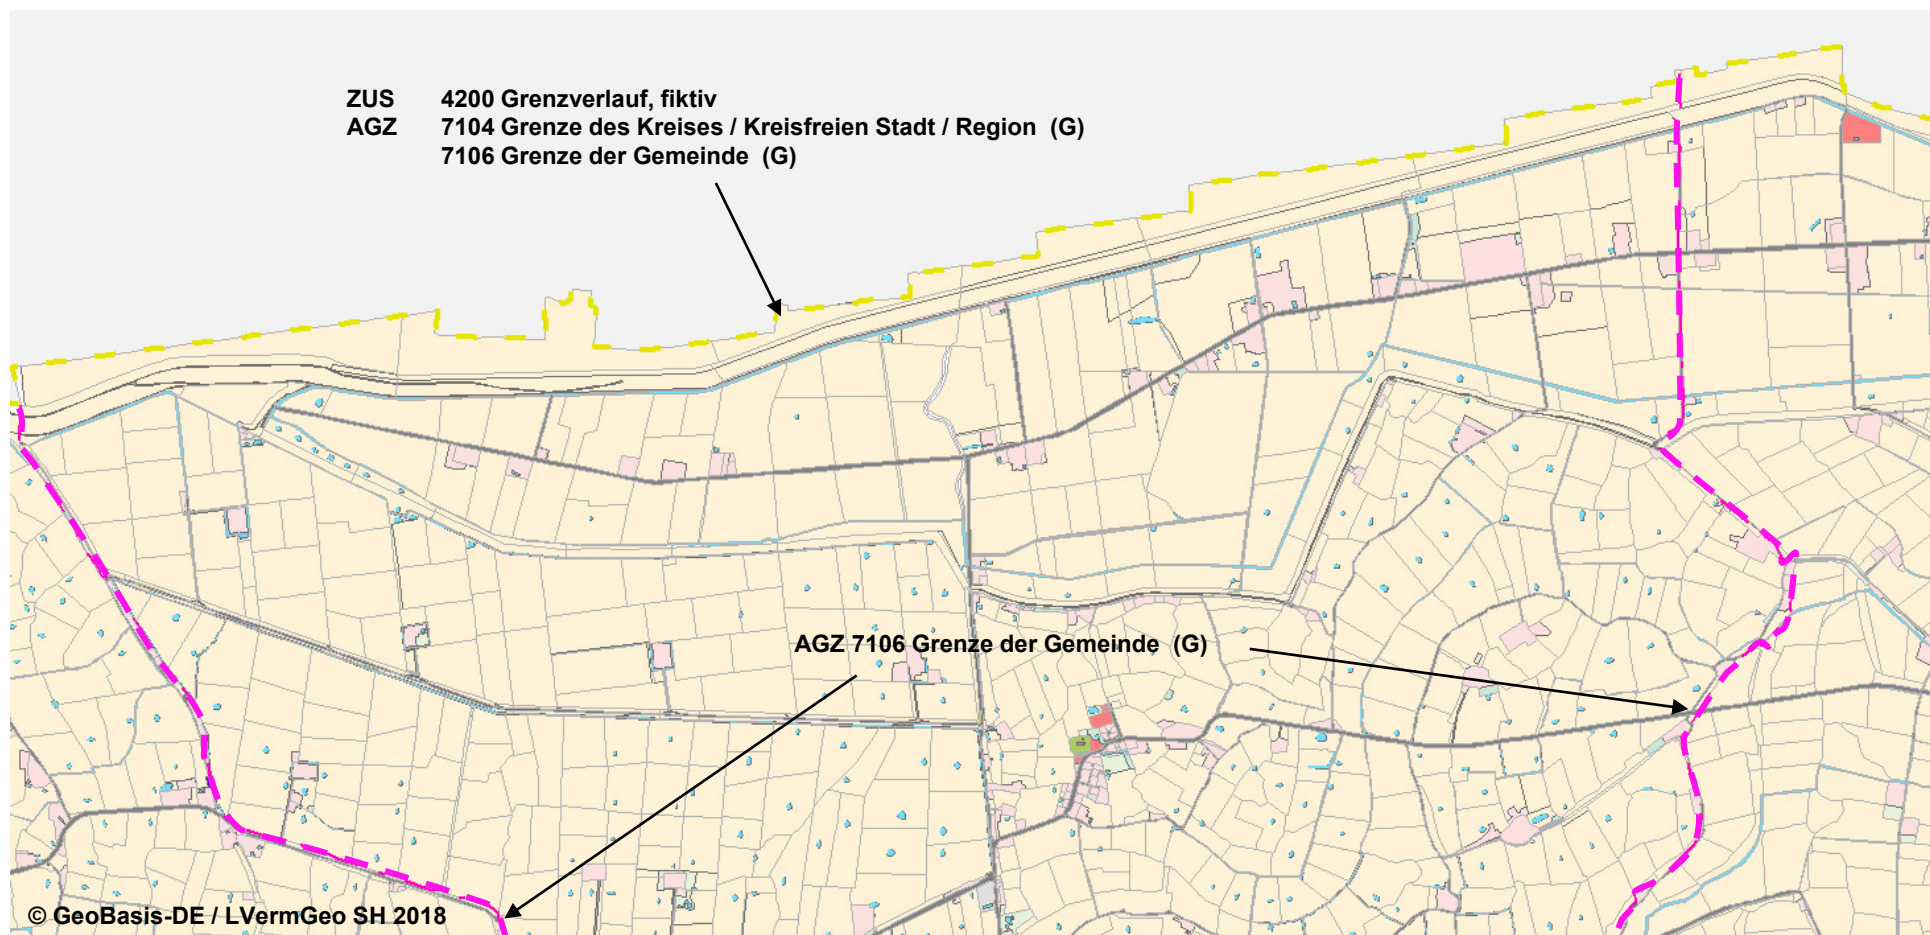 ZUS 4200 Grenzverlauf, fiktiv
AGZ 7104 Grenze des Kreises / Kreisfreien Stadt / Region (G)
7106 Grenze der Gemeinde (G)
AGZ 7106 Grenze der Gemeinde (G)
© GeoBasis-DE / LVermGeo SH 2018